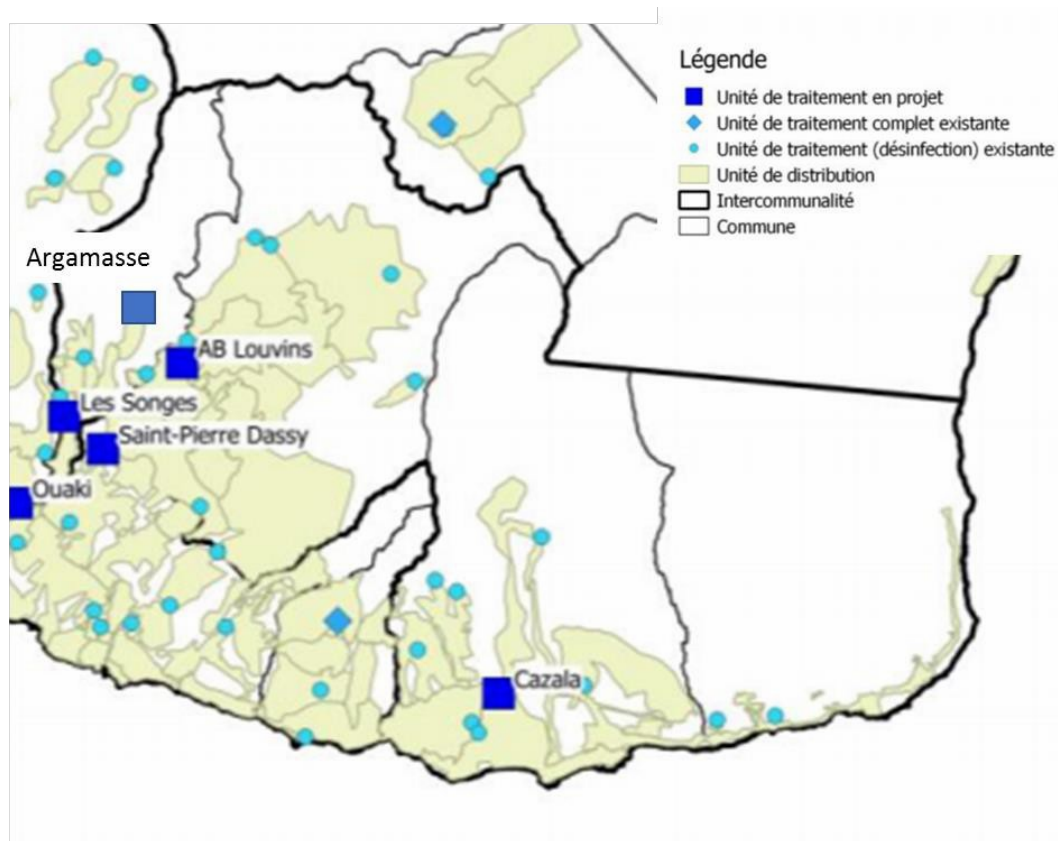 Légende
Unité de traitement en projet
Unité de traitement complet existante
Unité de traitement (désinfection) existante
Unité de distribution
Intercommunalité
Commune
Argamasse
AB Louvins
Les Songes
Saint-Pierre Dassy
Ouaki
Cazala